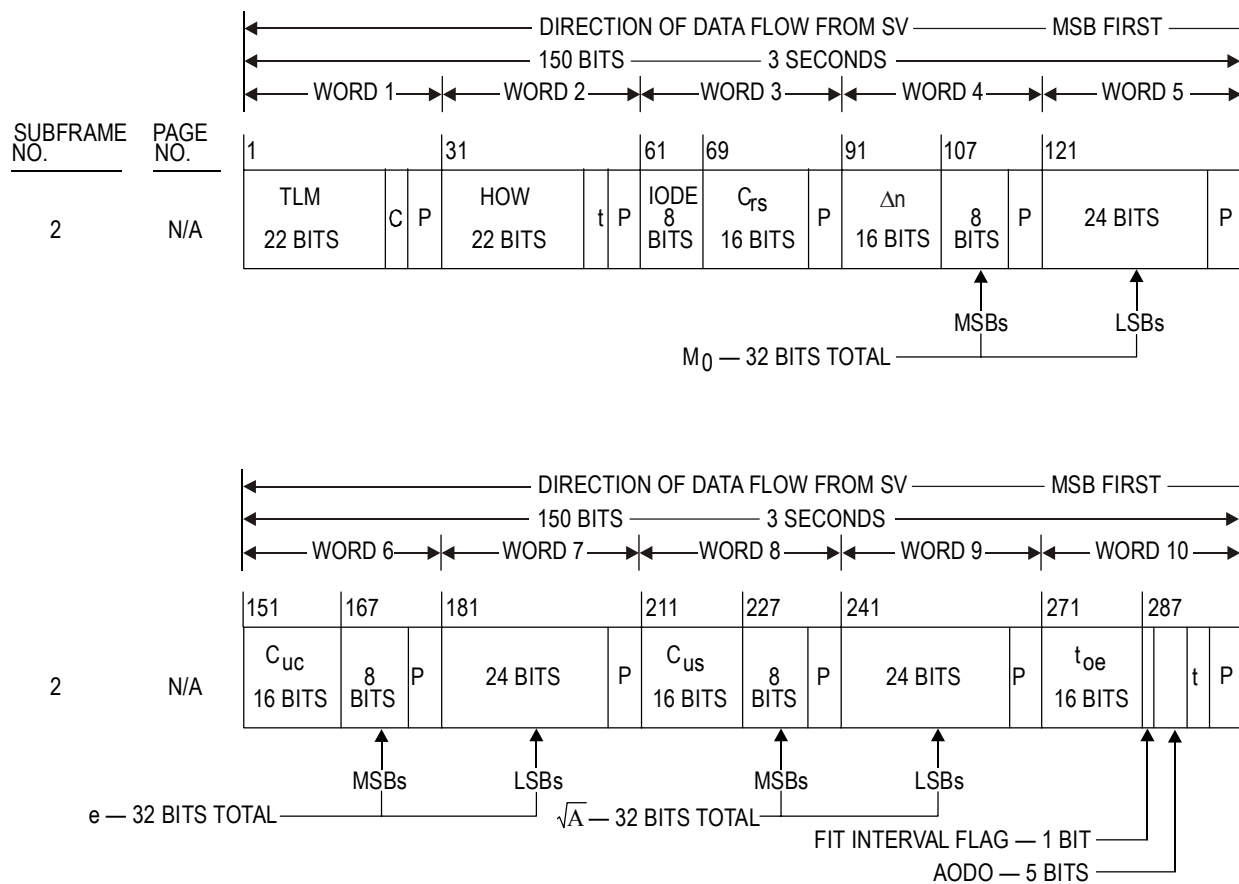 DIRECTION OF DATA FLOW FROM SV MSB FIRST
150 BITS 3 SECONDS
WORD 1 WORD 2 WORD 3 WORD 4 WORD 5
SUBFRAME NO. PAGE NO.
1 31 61 69 91 107 121
2 N/A
TLM 22 BITS C P HOW 22 BITS t P IODE 8 BITS Crs 16 BITS P Δn 16 BITS 8 BITS P 24 BITS P
MSBs LSBs
M0 — 32 BITS TOTAL
DIRECTION OF DATA FLOW FROM SV MSB FIRST
150 BITS 3 SECONDS
WORD 6 WORD 7 WORD 8 WORD 9 WORD 10
151 167 181 211 227 241 271 287
2 N/A
Cuc 16 BITS 8 BITS P 24 BITS P Cus 16 BITS 8 BITS P 24 BITS P toe 16 BITS t P
MSBs LSBs MSBs LSBs
e — 32 BITS TOTAL √A — 32 BITS TOTAL
FIT INTERVAL FLAG — 1 BIT
AODO — 5 BITS